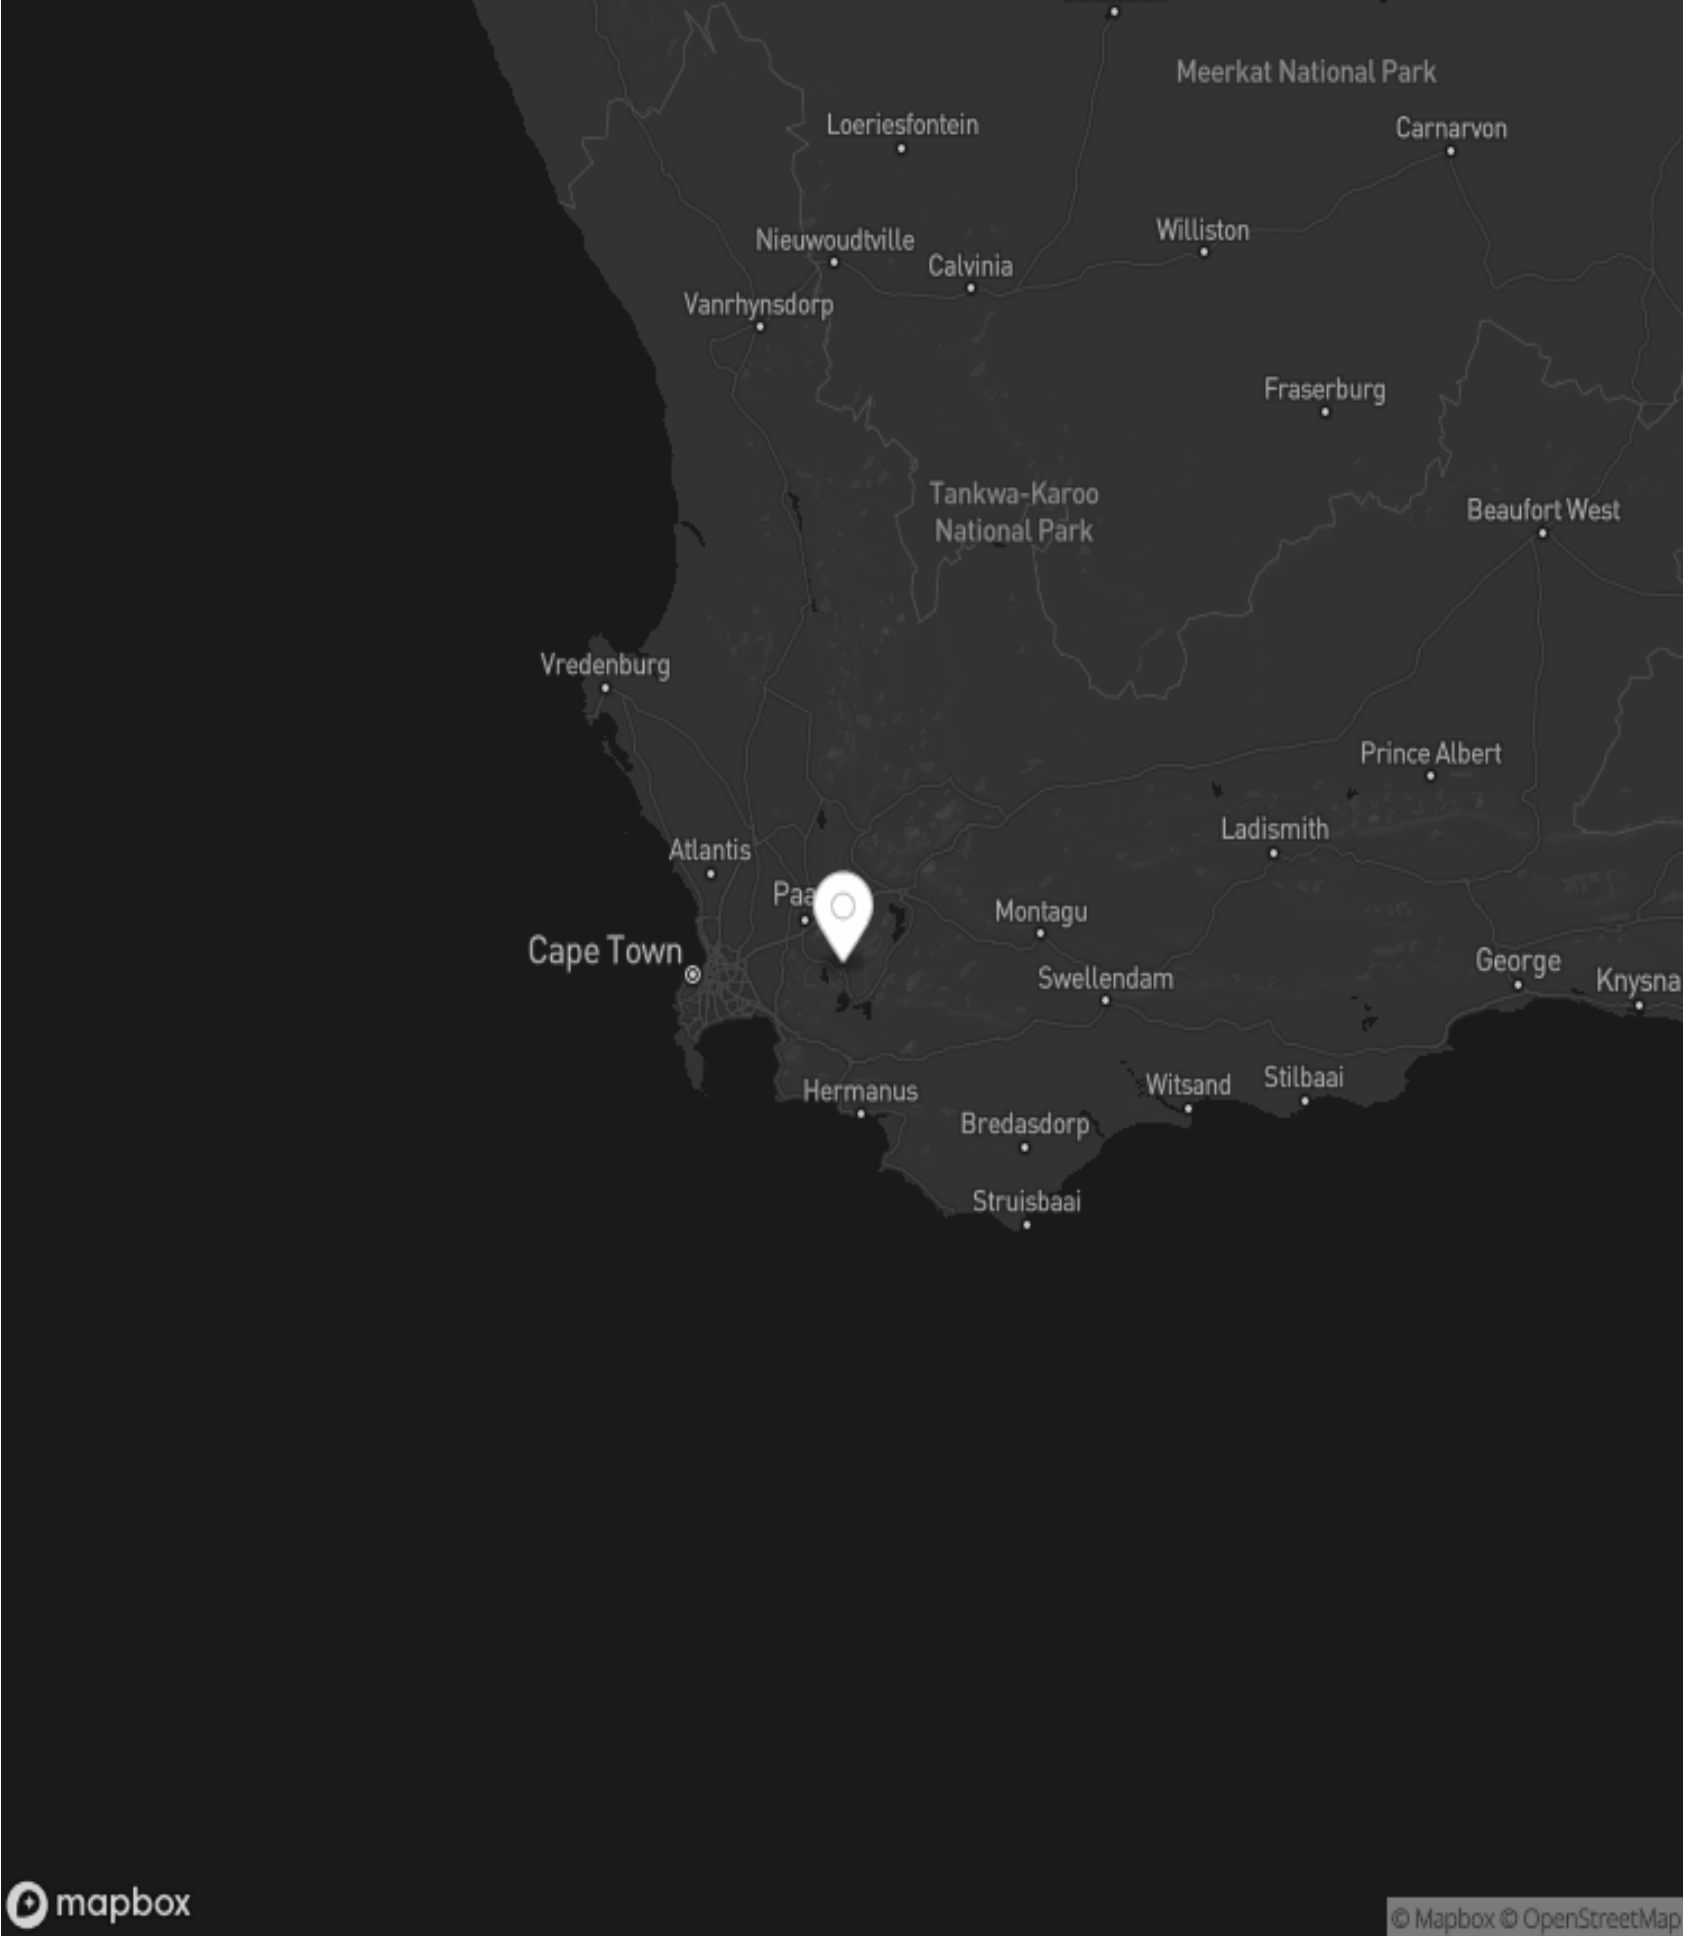 Meerkat National Park
Loeriesfontein
Carnarvon
Nieuwoudtville
Calvinia
Williston
Vanrhynsdorp
Fraserburg
Tankwa-Karoo
National Park
Beaufort West
Vredenburg
Prince Albert
Ladismith
Atlantis
Paa
Montagu
Cape Town
Swellendam
George
Knysna
Hermanus
Witsand
Stilbaai
Bredasdorp
Struisbaai
mapbox
© Mapbox © OpenStreetMap